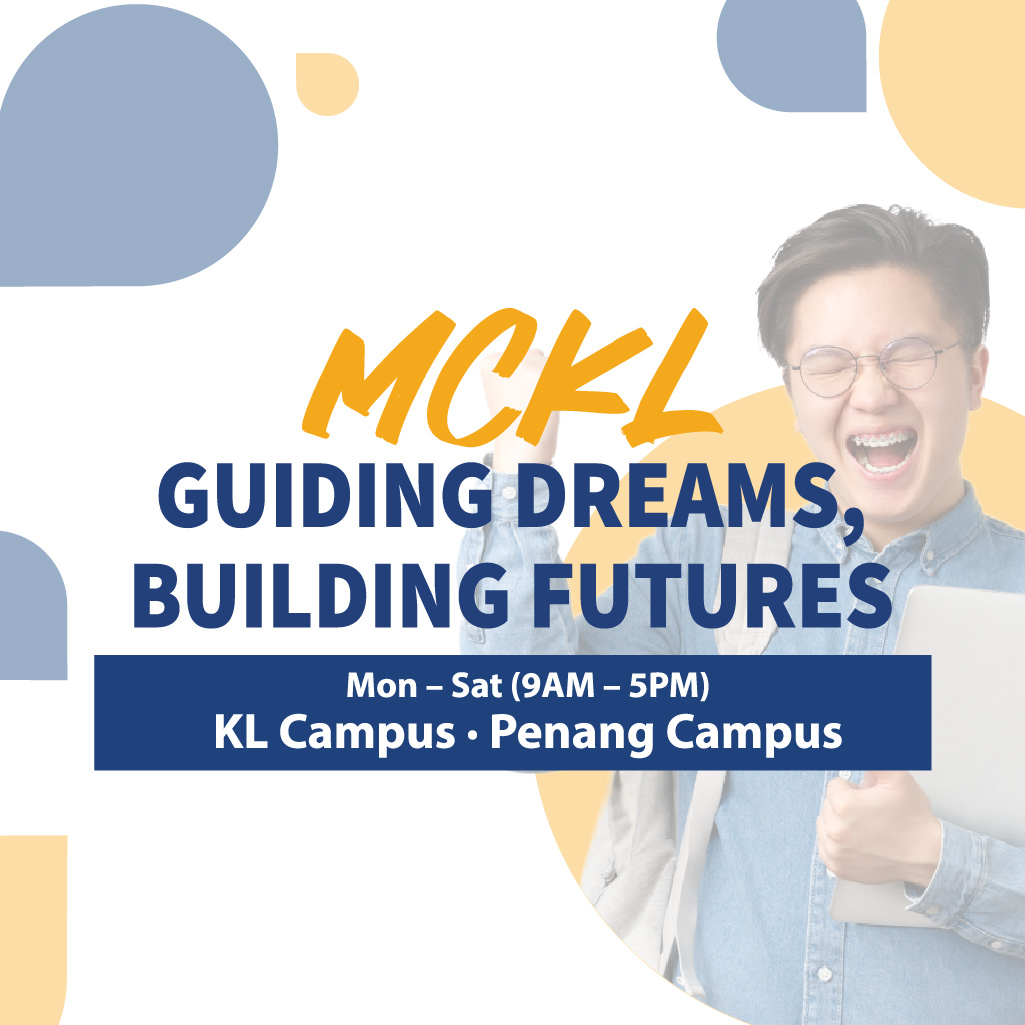 MCKL
GUIDING DREAMS,
BUILDING FUTURES
Mon – Sat (9AM – 5PM)
KL Campus · Penang Campus